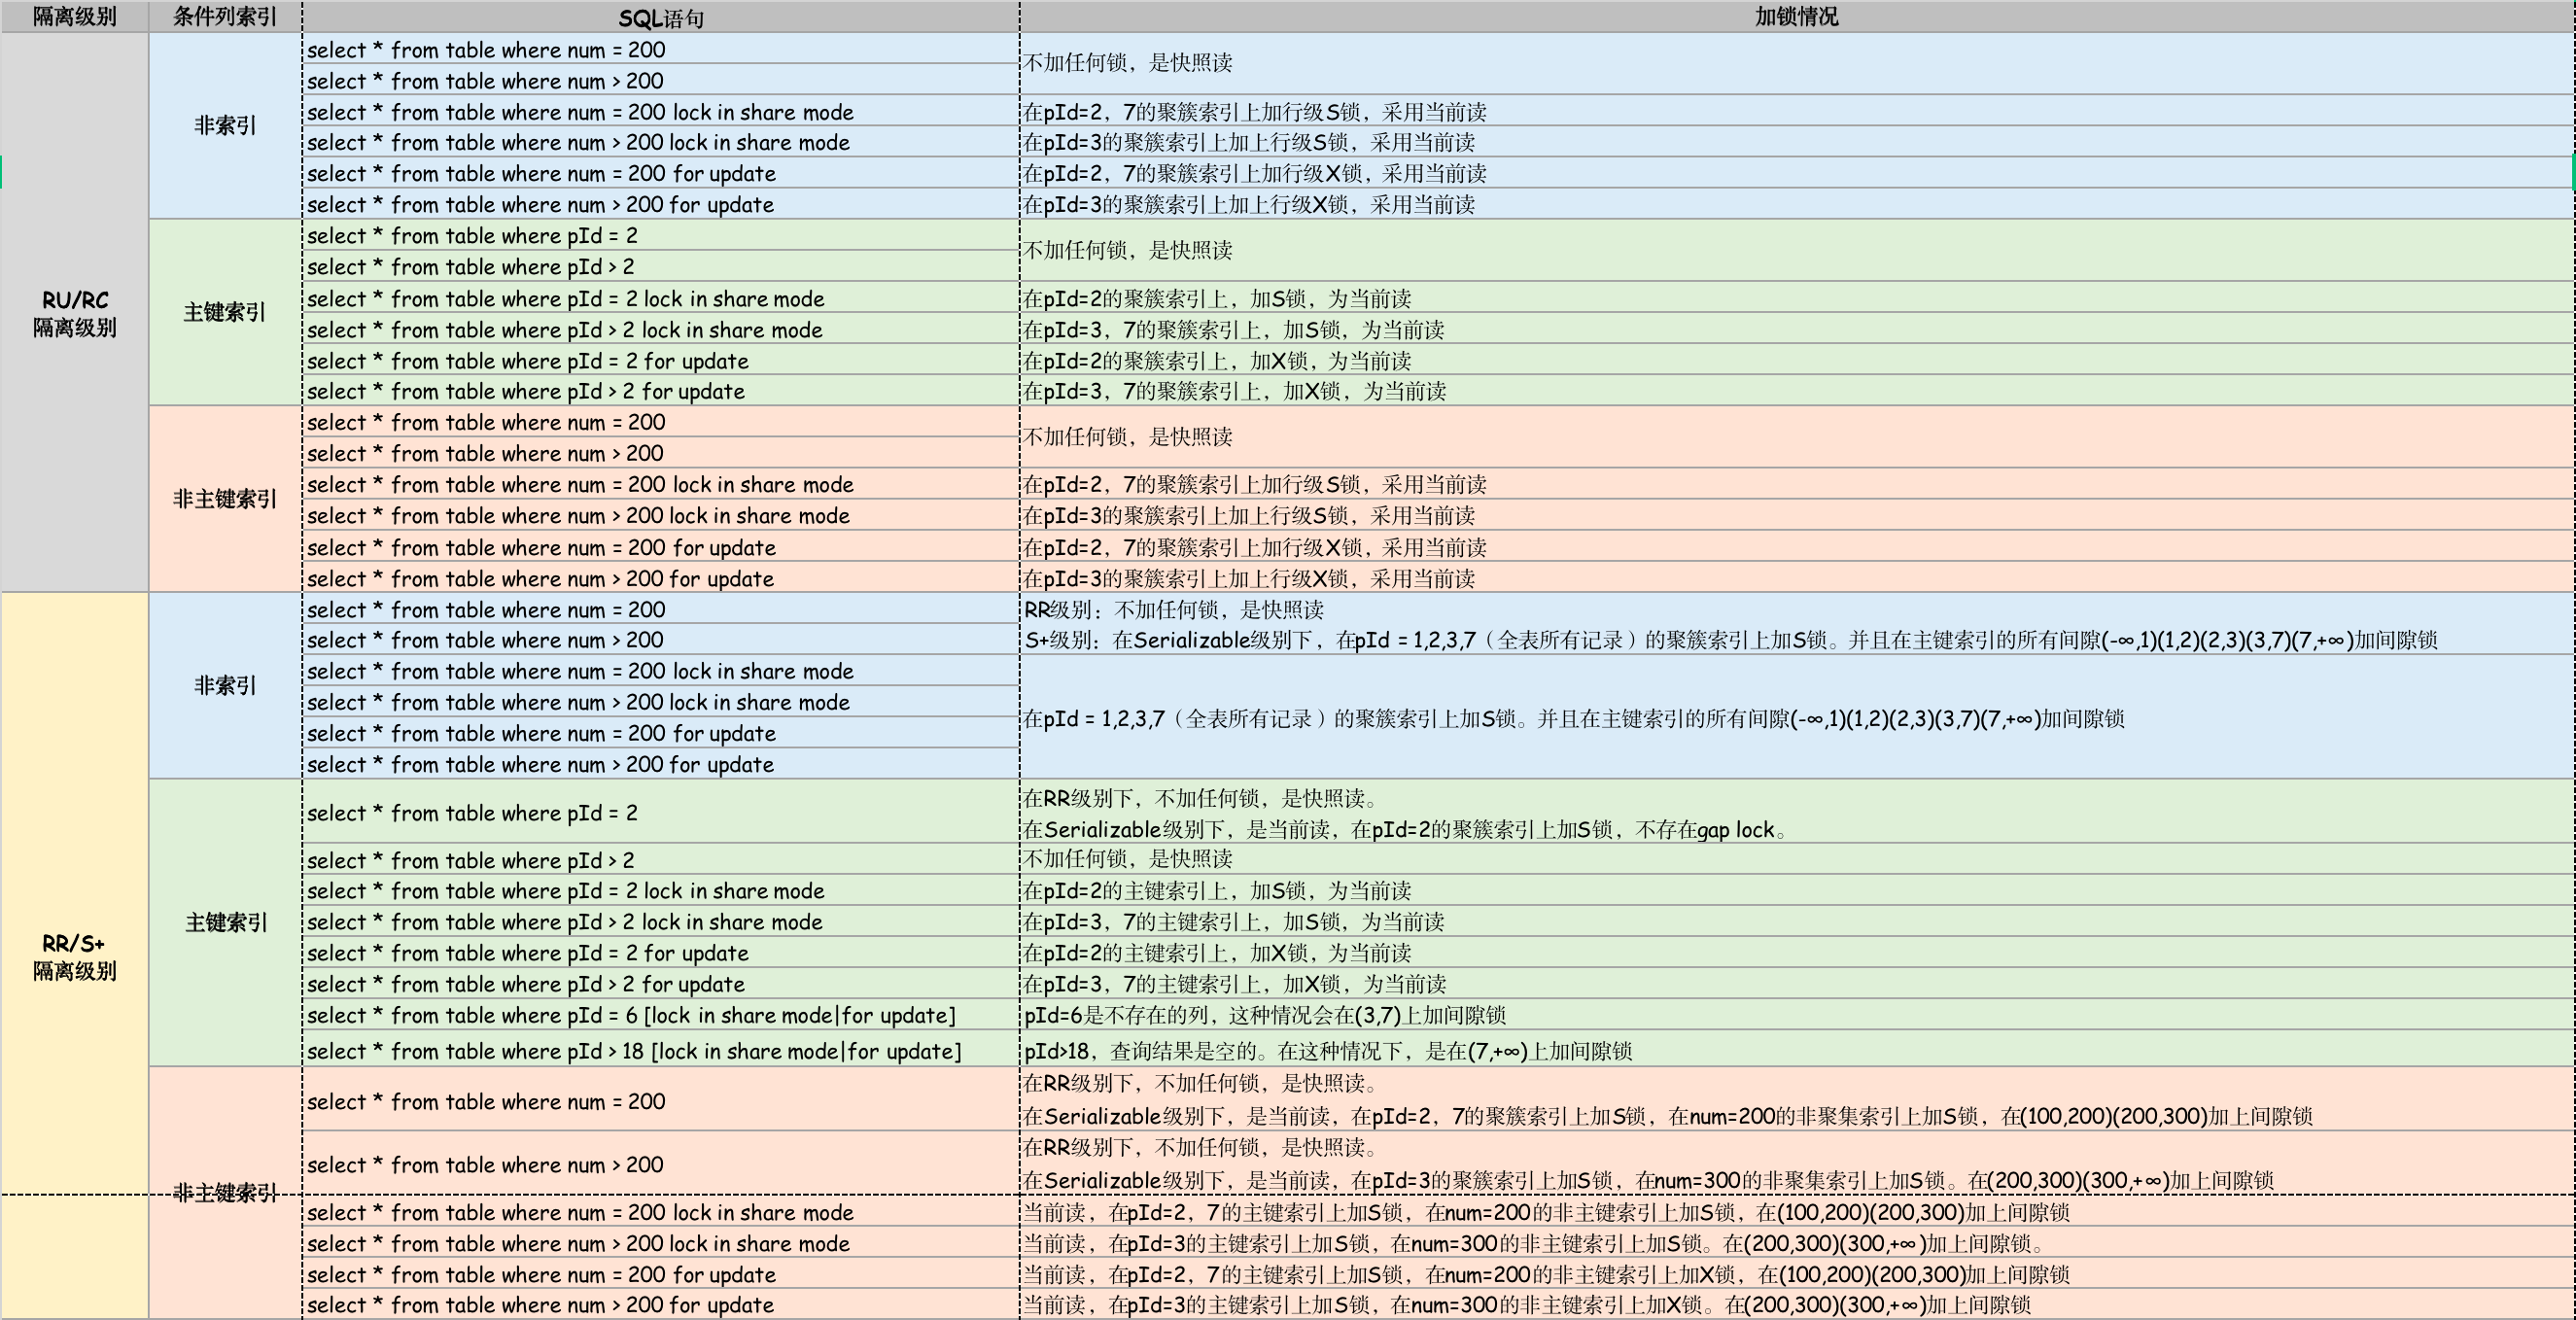 隔离级别 条件列索引 SQL语句 加锁情况
RU/RC
隔离级别
非索引
select * from table where num = 200
select * from table where num > 200
不加任何锁，是快照读
select * from table where num = 200 lock in share mode
在pId=2，7的聚簇索引上加行级S锁，采用当前读
select * from table where num > 200 lock in share mode
在pId=3的聚簇索引上加上行级S锁，采用当前读
select * from table where num = 200 for update
在pId=2，7的聚簇索引上加行级X锁，采用当前读
select * from table where num > 200 for update
在pId=3的聚簇索引上加上行级X锁，采用当前读
主键索引
select * from table where pId = 2
select * from table where pId > 2
不加任何锁，是快照读
select * from table where pId = 2 lock in share mode
在pId=2的聚簇索引上，加S锁，为当前读
select * from table where pId > 2 lock in share mode
在pId=3，7的聚簇索引上，加S锁，为当前读
select * from table where pId = 2 for update
在pId=2的聚簇索引上，加X锁，为当前读
select * from table where pId > 2 for update
在pId=3，7的聚簇索引上，加X锁，为当前读
非主键索引
select * from table where num = 200
select * from table where num > 200
不加任何锁，是快照读
select * from table where num = 200 lock in share mode
在pId=2，7的聚簇索引上加行级S锁，采用当前读
select * from table where num > 200 lock in share mode
在pId=3的聚簇索引上加上行级S锁，采用当前读
select * from table where num = 200 for update
在pId=2，7的聚簇索引上加行级X锁，采用当前读
select * from table where num > 200 for update
在pId=3的聚簇索引上加上行级X锁，采用当前读
RR/S+
隔离级别
非索引
select * from table where num = 200
RR级别：不加任何锁，是快照读
select * from table where num > 200
S+级别：在Serializable级别下，在pId = 1,2,3,7（全表所有记录）的聚簇索引上加S锁。并且在主键索引的所有间隙(-∞,1)(1,2)(2,3)(3,7)(7,+∞)加间隙锁
select * from table where num = 200 lock in share mode
select * from table where num > 200 lock in share mode
select * from table where num = 200 for update
select * from table where num > 200 for update
在pId = 1,2,3,7（全表所有记录）的聚簇索引上加S锁。并且在主键索引的所有间隙(-∞,1)(1,2)(2,3)(3,7)(7,+∞)加间隙锁
主键索引
select * from table where pId = 2
在RR级别下，不加任何锁，是快照读。
在Serializable级别下，是当前读，在pId=2的聚簇索引上加S锁，不存在gap lock。
select * from table where pId > 2
不加任何锁，是快照读
select * from table where pId = 2 lock in share mode
在pId=2的主键索引上，加S锁，为当前读
select * from table where pId > 2 lock in share mode
在pId=3，7的主键索引上，加S锁，为当前读
select * from table where pId = 2 for update
在pId=2的主键索引上，加X锁，为当前读
select * from table where pId > 2 for update
在pId=3，7的主键索引上，加X锁，为当前读
select * from table where pId = 6 [lock in share mode|for update]
pId=6是不存在的列，这种情况会在(3,7)上加间隙锁
select * from table where pId > 18 [lock in share mode|for update]
pId>18，查询结果是空的。在这种情况下，是在(7,+∞)上加间隙锁
非主键索引
select * from table where num = 200
在RR级别下，不加任何锁，是快照读。
在Serializable级别下，是当前读，在pId=2，7的聚簇索引上加S锁，在num=200的非聚集索引上加S锁，在(100,200)(200,300)加上间隙锁
select * from table where num > 200
在RR级别下，不加任何锁，是快照读。
在Serializable级别下，是当前读，在pId=3的聚簇索引上加S锁，在num=300的非聚集索引上加S锁。在(200,300)(300,+∞)加上间隙锁
select * from table where num = 200 lock in share mode
当前读，在pId=2，7的主键索引上加S锁，在num=200的非主键索引上加S锁，在(100,200)(200,300)加上间隙锁
select * from table where num > 200 lock in share mode
当前读，在pId=3的主键索引上加S锁，在num=300的非主键索引上加S锁。在(200,300)(300,+∞)加上间隙锁。
select * from table where num = 200 for update
当前读，在pId=2，7的主键索引上加S锁，在num=200的非主键索引上加X锁，在(100,200)(200,300)加上间隙锁
select * from table where num > 200 for update
当前读，在pId=3的主键索引上加S锁，在num=300的非主键索引上加X锁。在(200,300)(300,+∞)加上间隙锁